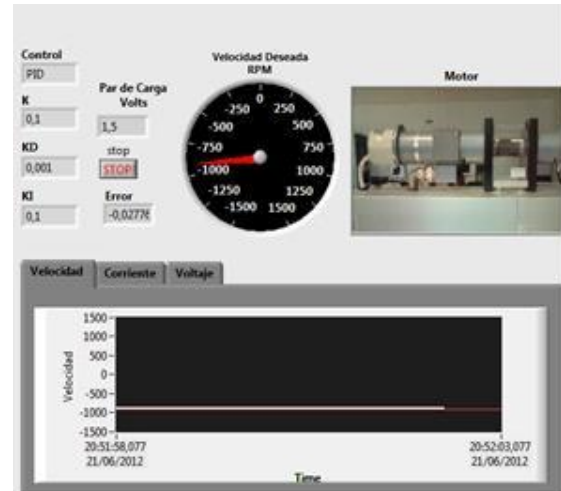 Control
PID
K
0,1
KD
0,001
KI
0,1
Par de Carga
Volts
1,5
stop
STOP
Error
-0,02776
Velocidad Deseada
RPM
0
-250 250
-500 500
-750 750
-1000 1000
-1250 1250
-1500 1500
Motor
Velocidad Corriente Voltaje
Velocidad
1500
1000
500
0
-500
-1000
-1500
20:51:58,077
21/06/2012
20:52:03,077
21/06/2012
Time